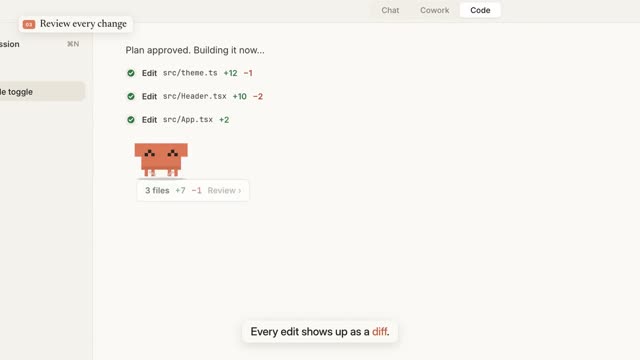 Chat Cowork Code
03 Review every change
ssion ⌘N
le toggle
Plan approved. Building it now...
Edit src/theme.ts +12 −1
Edit src/Header.tsx +10 −2
Edit src/App.tsx +2
3 files +7 −1 Review ›
Every edit shows up as a diff.